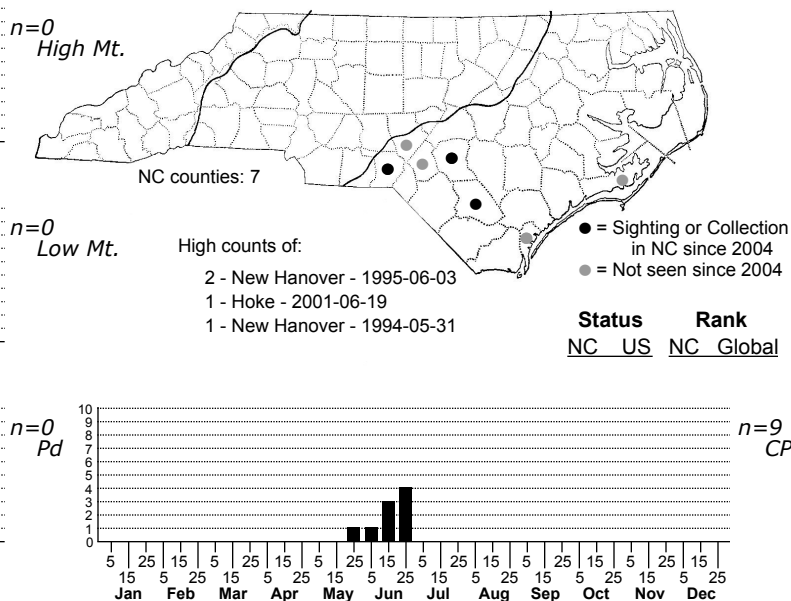 n=0
High Mt.
NC counties: 7
n=0
Low Mt.
High counts of:
2 - New Hanover - 1995-06-03
1 - Hoke - 2001-06-19
1 - New Hanover - 1994-05-31
● = Sighting or Collection
in NC since 2004
● = Not seen since 2004
Status Rank
NC US NC Global
n=0
Pd
n=9
CP
10
9
8
7
6
5
4
3
2
1
0
5 25 15 5 25 15 5 25 15 5 25 15 5 25 15 5 25 15
15 5 25 15 5 25 15 5 25 15 5 25 15 5 25 15 5 25
Jan Feb Mar Apr May Jun Jul Aug Sep Oct Nov Dec